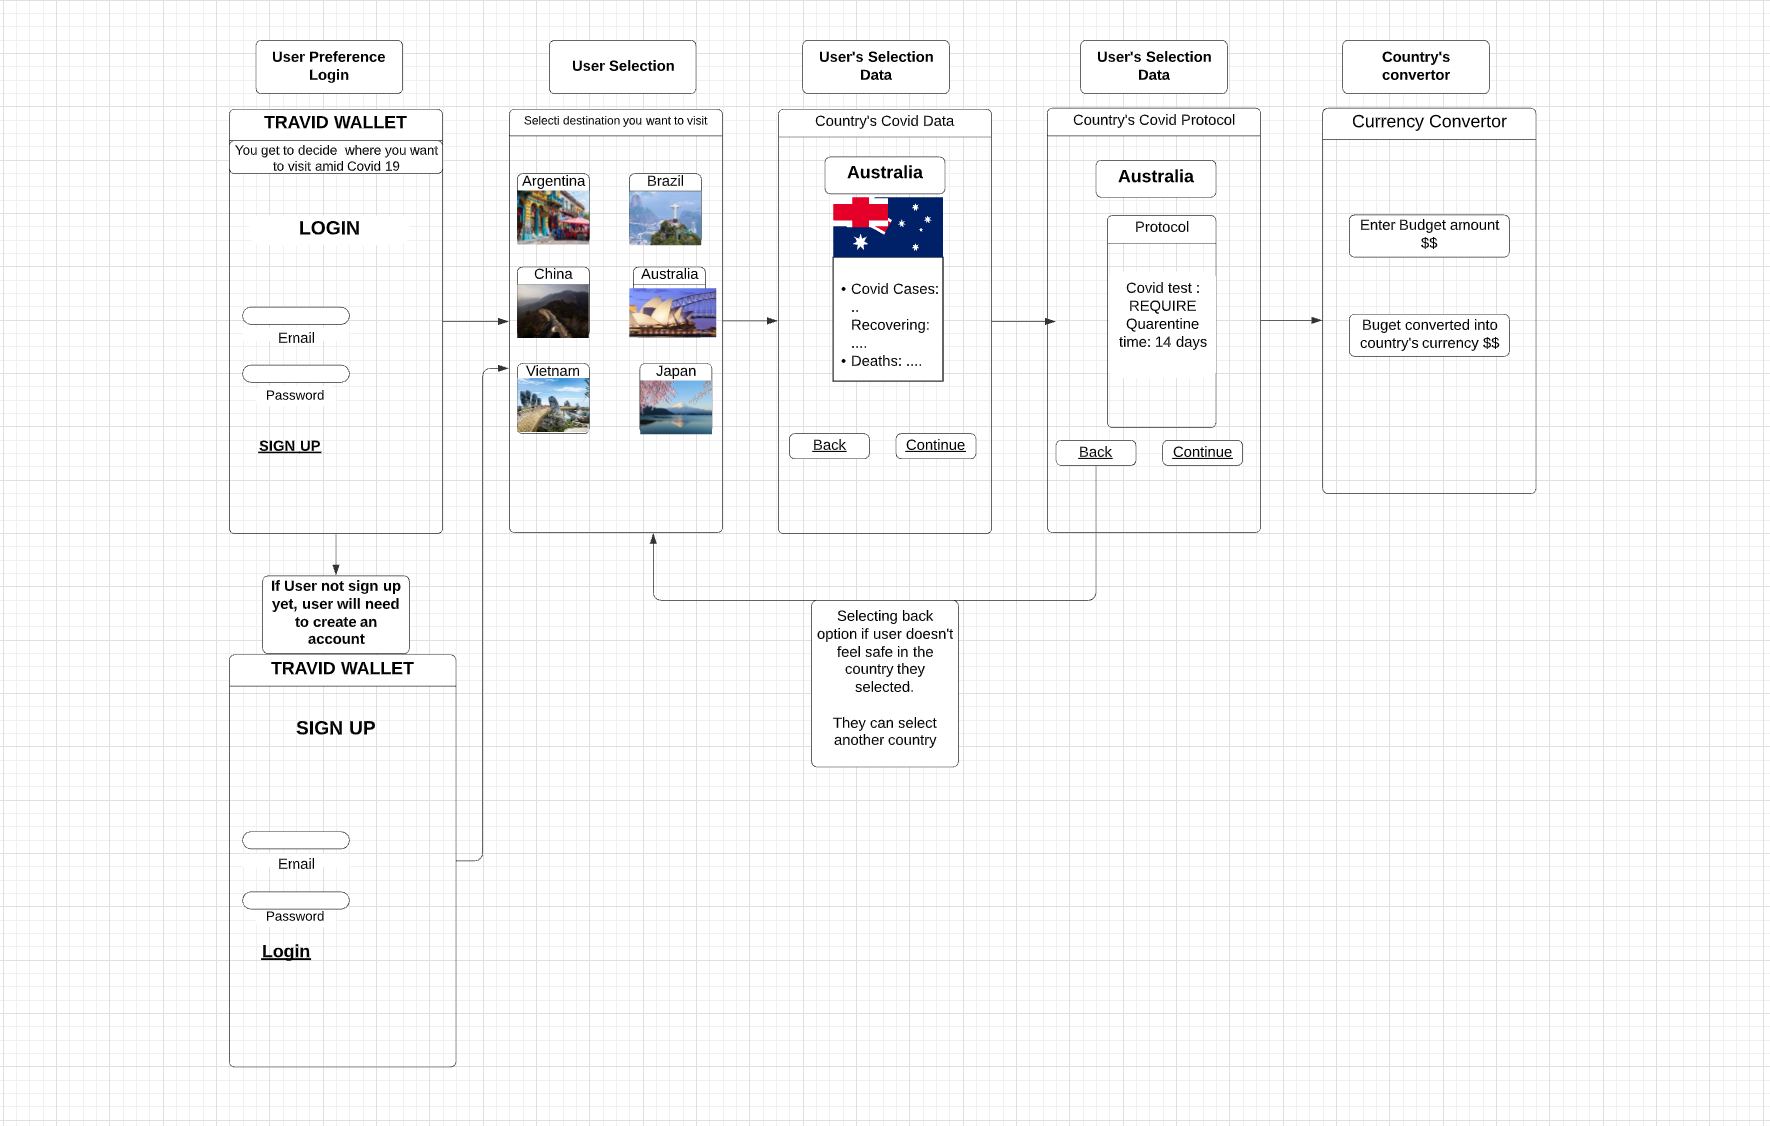 User Preference
Login
User Selection
User's Selection
Data
User's Selection
Data
Country's
convertor
TRAVID WALLET
You get to decide  where you want
to visit amid Covid 19
LOGIN
Email
Password
SIGN UP
If User not sign up
yet, user will need
to create an
account
TRAVID WALLET
SIGN UP
Email
Password
Login
Selecti destination you want to visit
Argentina
Brazil
China
Australia
Vietnam
Japan
Country's Covid Data
Australia
• Covid Cases:
..
Recovering:
....
• Deaths: ....
Back
Continue
Country's Covid Protocol
Australia
Protocol
Covid test :
REQUIRE
Quarentine
time: 14 days
Back
Continue
Selecting back
option if user doesn't
feel safe in the
country they
selected.
They can select
another country
Currency Convertor
Enter Budget amount
$$
Buget converted into
country's currency $$